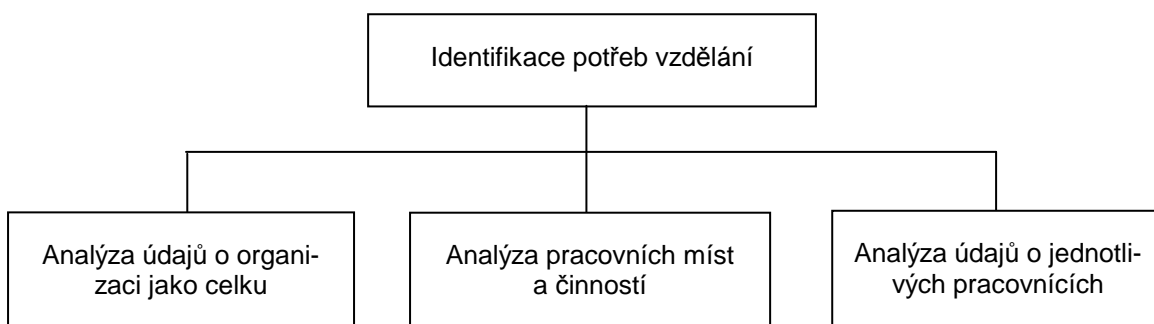 Identifikace potřeb vzdělání
Analýza údajů o organi-
zaci jako celku
Analýza pracovních míst
a činností
Analýza údajů o jednotli-
vých pracovnících